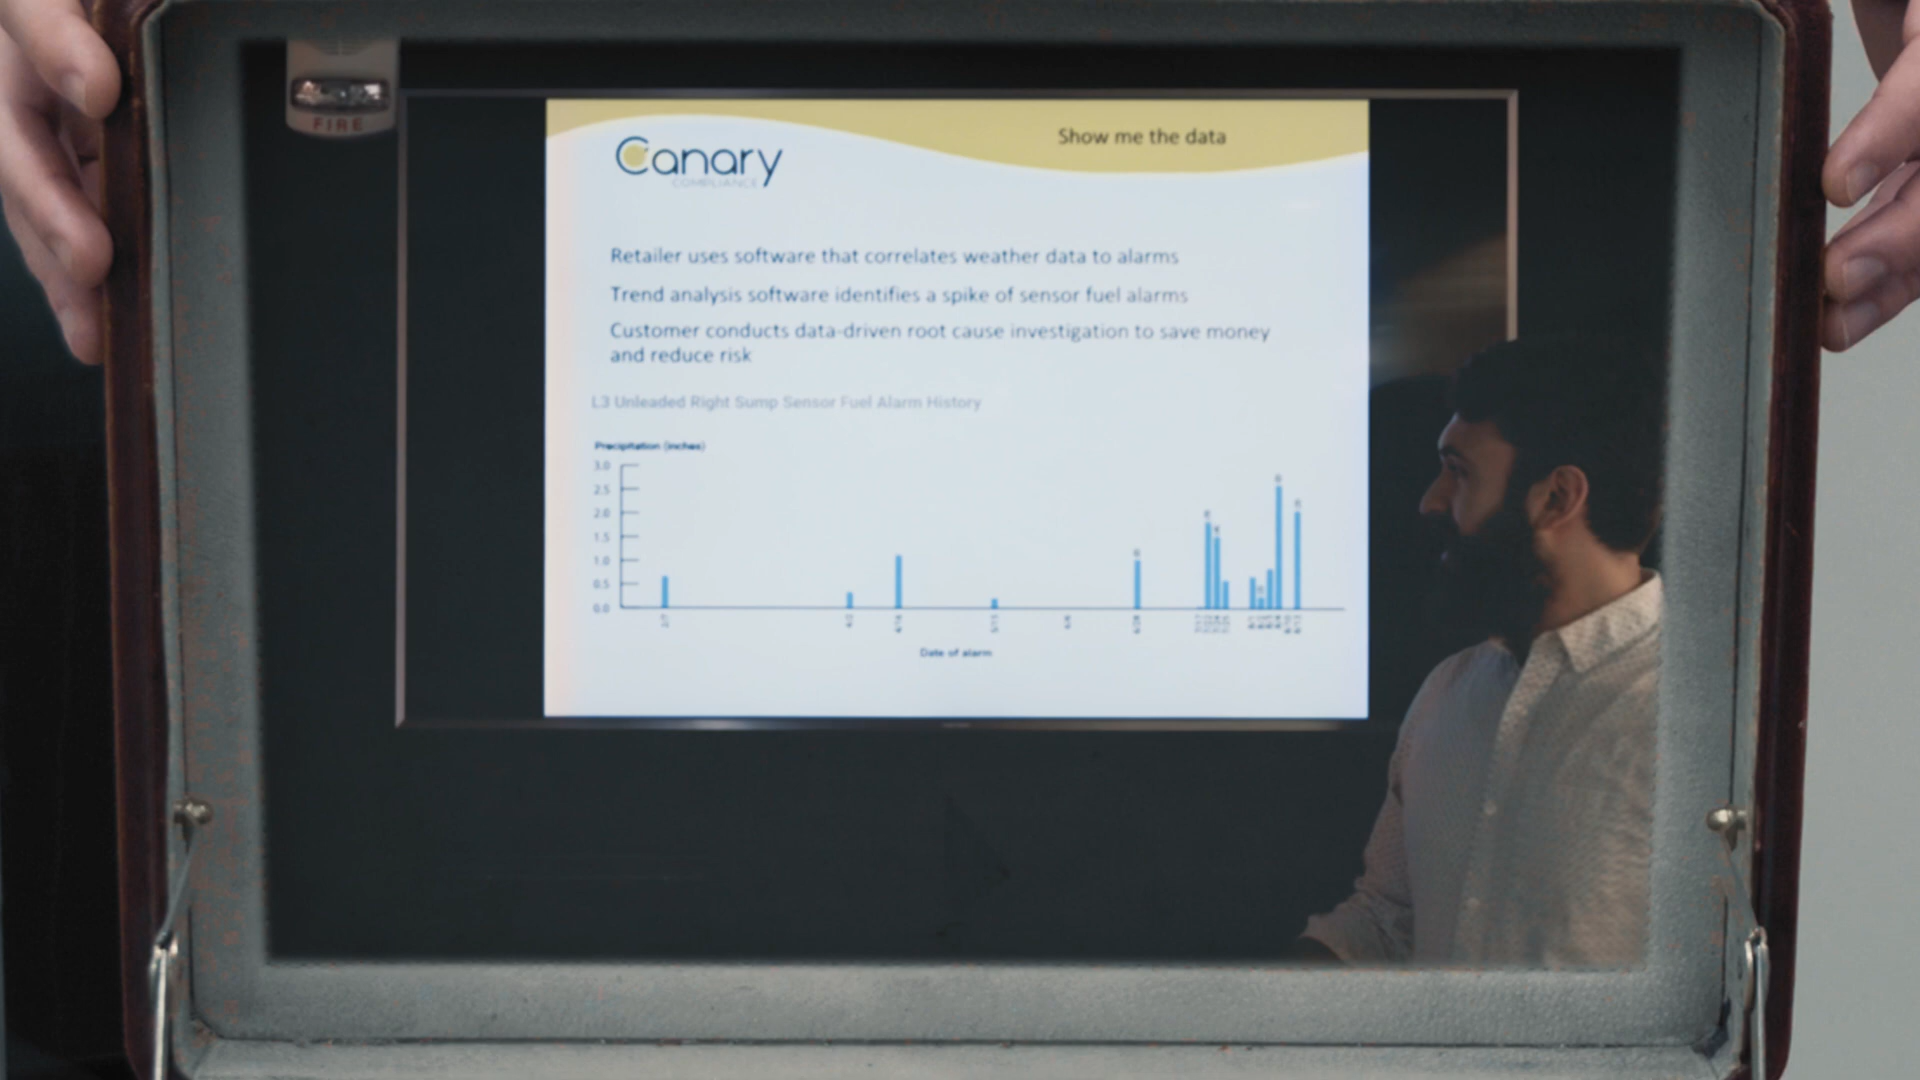 FIRE
Show me the data
Canary
COMPLIANCE
Retailer uses software that correlates weather data to alarms
Trend analysis software identifies a spike of sensor fuel alarms
Customer conducts data-driven root cause investigation to save money
and reduce risk
L3 Unleaded Right Sump Sensor Fuel Alarm History
Precipitation (inches)
3.0
2.5
2.0
1.5
1.0
0.5
0.0
Date of alarm